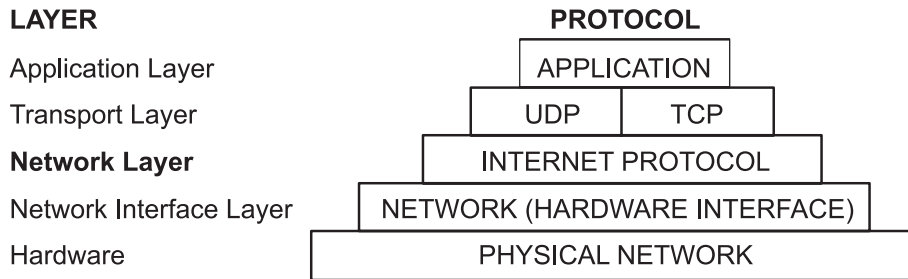 LAYER PROTOCOL
Application Layer APPLICATION
Transport Layer UDP TCP
Network Layer INTERNET PROTOCOL
Network Interface Layer NETWORK (HARDWARE INTERFACE)
Hardware PHYSICAL NETWORK